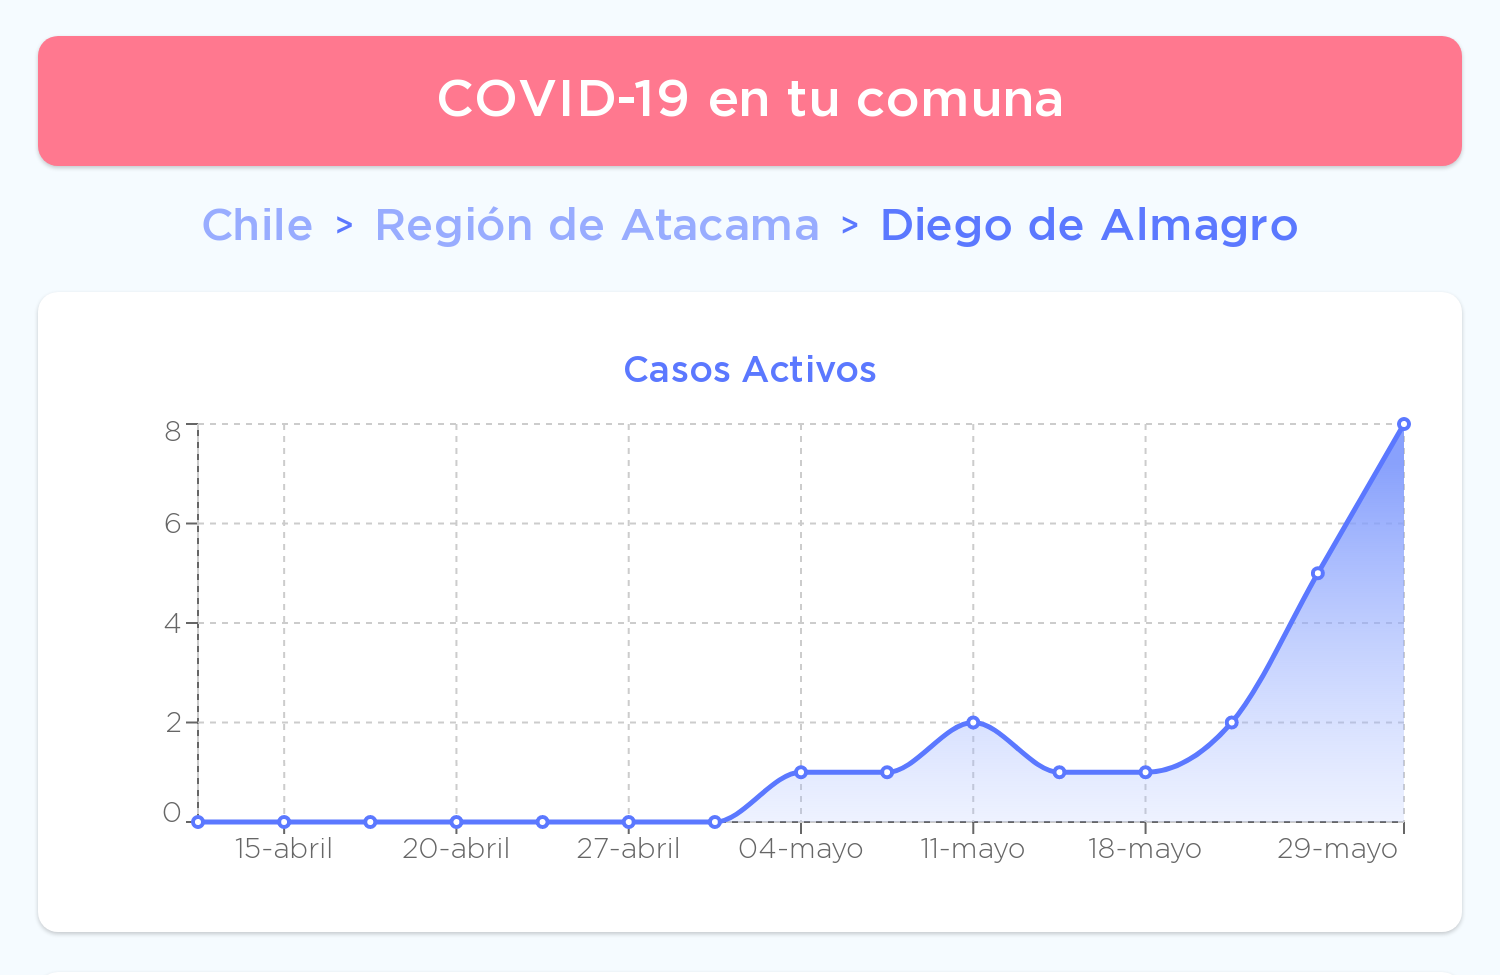 COVID-19 en tu comuna
Chile > Región de Atacama > Diego de Almagro
Casos Activos
8
6
4
2
0
15-abril 20-abril 27-abril 04-mayo 11-mayo 18-mayo 29-mayo